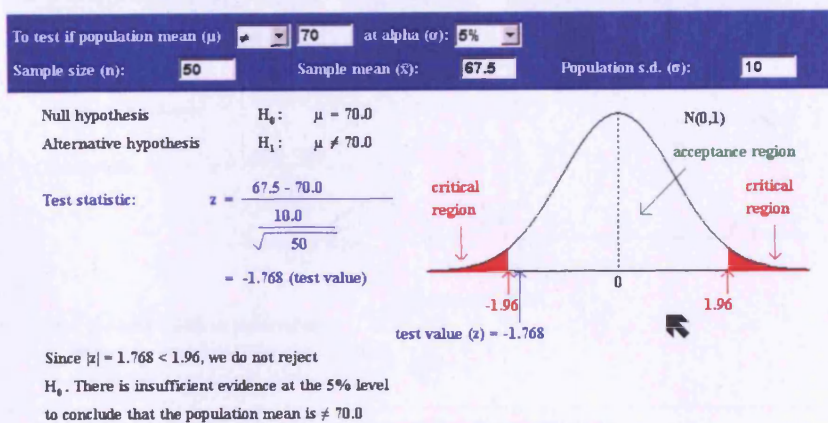 To test if population mean (μ) ≠ 70 at alpha (α): 5%
Sample size (n): 50 Sample mean (x̄): 67.5 Population s.d. (σ): 10
Null hypothesis H₀: μ = 70.0
Alternative hypothesis H₁: μ ≠ 70.0
Test statistic: z = 67.5 - 70.0
10.0
√50
= -1.768 (test value)
N(0,1)
acceptance region
critical
region
critical
region
-1.96
0
1.96
test value (z) = -1.768
Since |z| = 1.768 < 1.96, we do not reject
H₀. There is insufficient evidence at the 5% level
to conclude that the population mean is ≠ 70.0